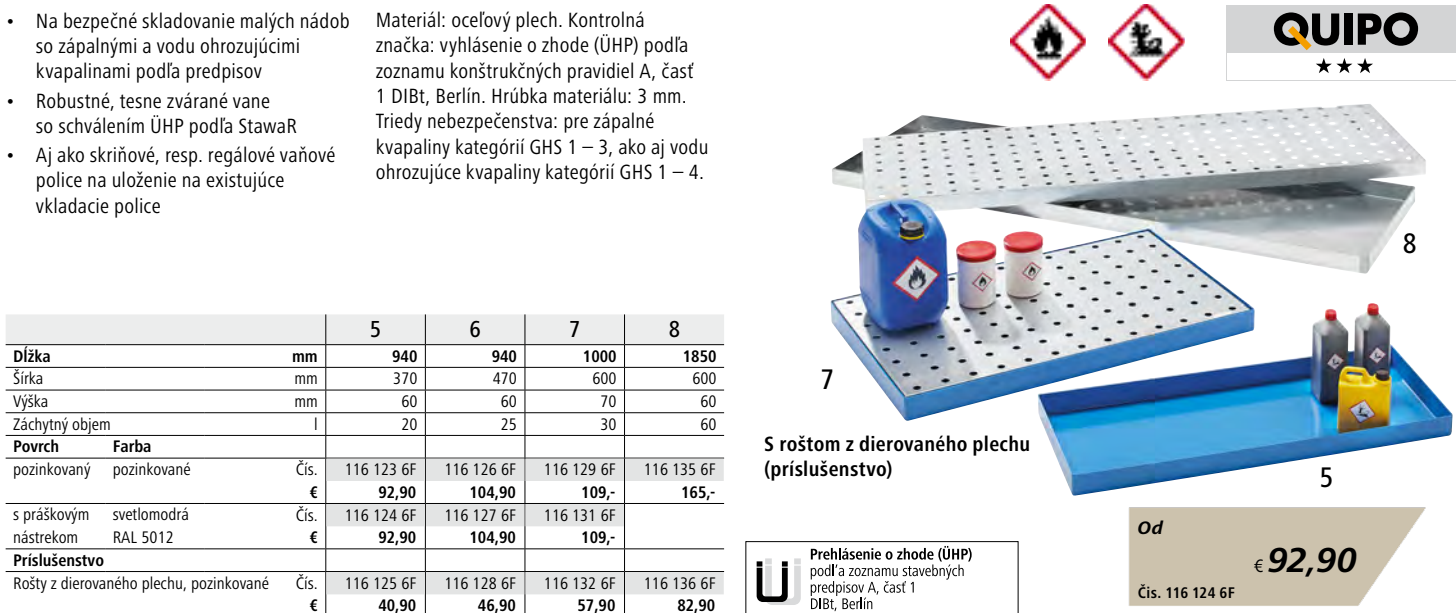 • Na bezpečné skladovanie malých nádob
so zápalnými a vodu ohrozujúcimi
kvapalinami podľa predpisov
• Robustné, tesne zvárané vane
so schválením ÜHP podľa StawaR
• Aj ako skriňové, resp. regálové vaňové
police na uloženie na existujúce
vkladacie police
Materiál: oceľový plech. Kontrolná
značka: vyhlásenie o zhode (ÜHP) podľa
zoznamu konštrukčných pravidiel A, časť
1 DIBt, Berlín. Hrúbka materiálu: 3 mm.
Triedy nebezpečenstva: pre zápalné
kvapaliny kategórií GHS 1 – 3, ako aj vodu
ohrozujúce kvapaliny kategórií GHS 1 – 4.
QUIPO
★★★
8
7
5
S roštom z dierovaného plechu
(príslušenstvo)
5 6 7 8
Dĺžka mm 940 940 1000 1850
Šírka mm 370 470 600 600
Výška mm 60 60 70 60
Záchytný objem l 20 25 30 60
Povrch Farba
pozinkovaný pozinkované Čís. 116 123 6F 116 126 6F 116 129 6F 116 135 6F
€ 92,90 104,90 109,- 165,-
s práškovým svetlomodrá Čís. 116 124 6F 116 127 6F 116 131 6F
nástrekom RAL 5012 € 92,90 104,90 109,-
Príslušenstvo
Rošty z dierovaného plechu, pozinkované Čís. 116 125 6F 116 128 6F 116 132 6F 116 136 6F
€ 40,90 46,90 57,90 82,90
Prehlásenie o zhode (ÜHP)
podľa zoznamu stavebných
predpisov A, časť 1
DIBt, Berlín
Od
€ 92,90
Čis. 116 124 6F